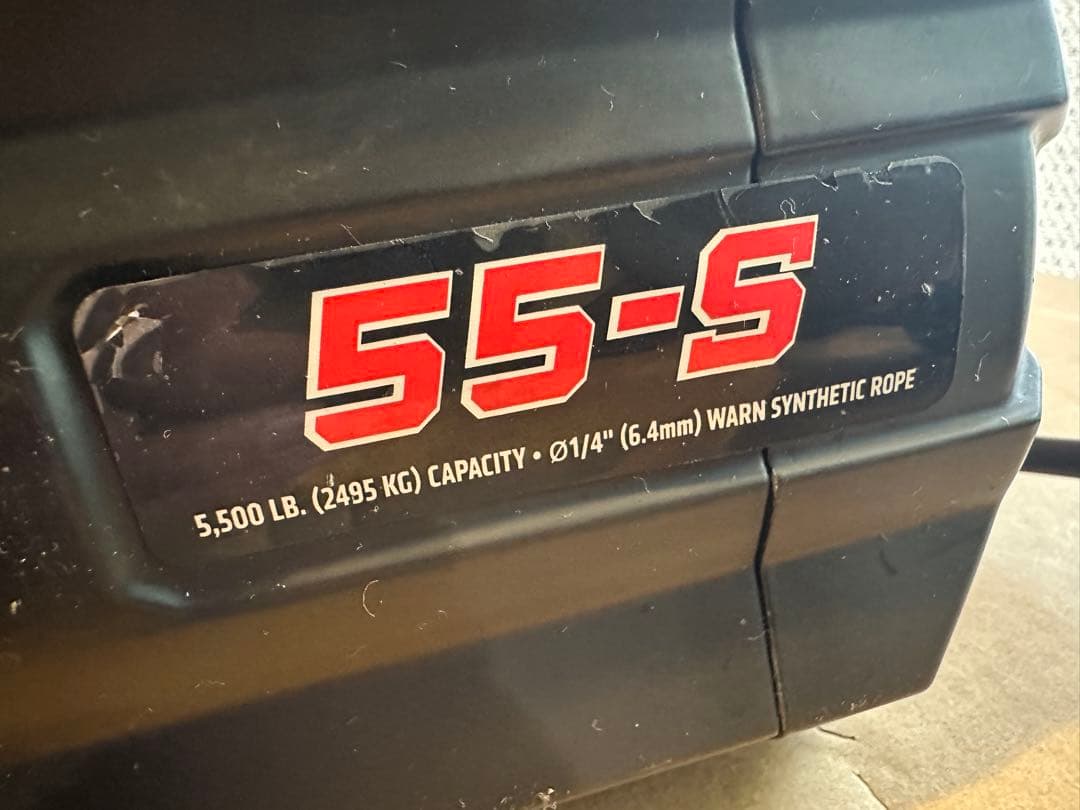 55-S
5,500 LB. (2495 KG) CAPACITY • Ø1/4" (6.4mm) WARN SYNTHETIC ROPE